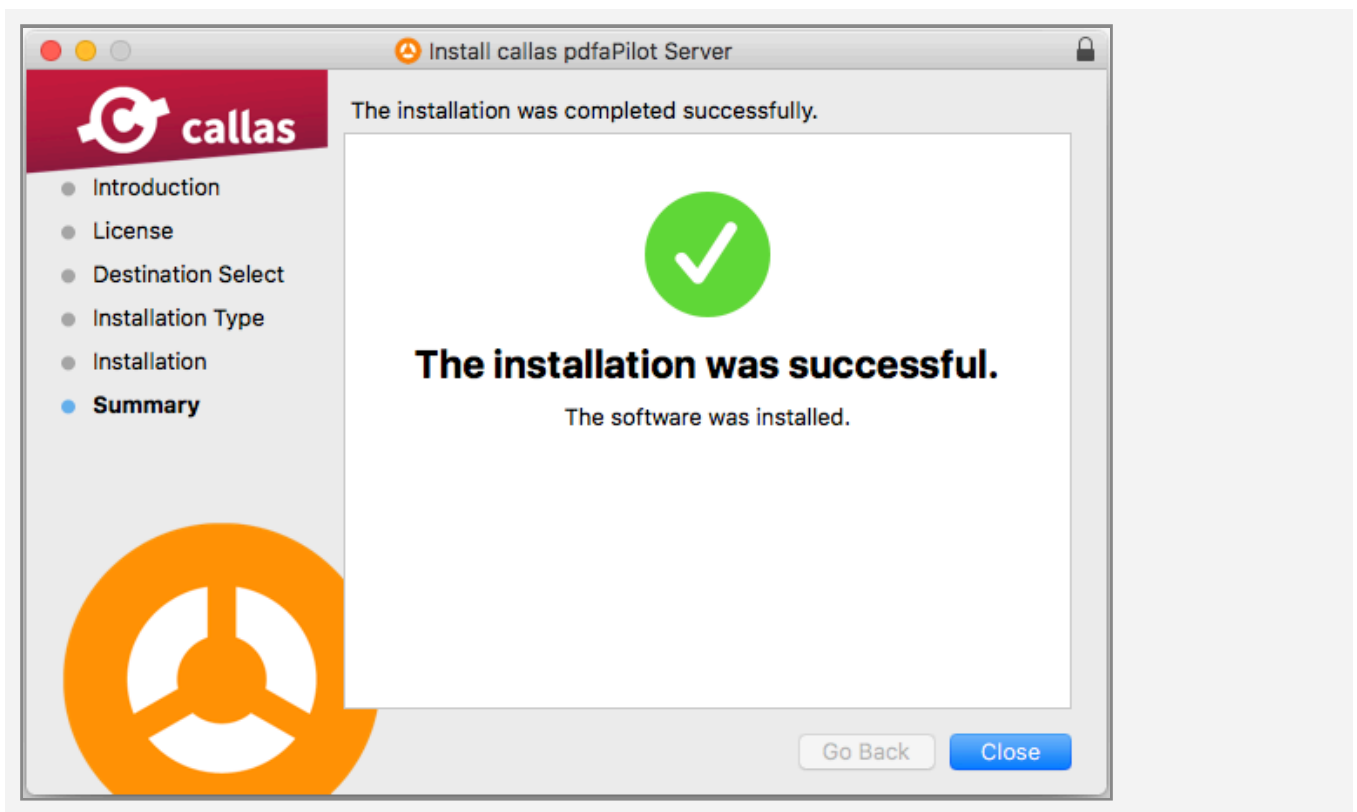 Install callas pdfaPilot Server
callas
The installation was completed successfully.
Introduction
License
Destination Select
Installation Type
Installation
Summary
The installation was successful.
The software was installed.
Go Back
Close